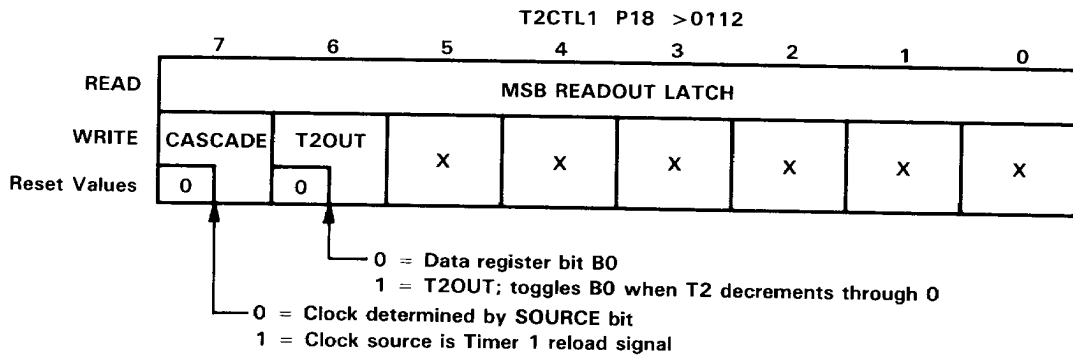 T2CTL1 P18 >0112
7 6 5 4 3 2 1 0
READ MSB READOUT LATCH
WRITE CASCADE T2OUT X X X X X X
Reset Values 0 0
0 = Data register bit B0
1 = T2OUT; toggles B0 when T2 decrements through 0
0 = Clock determined by SOURCE bit
1 = Clock source is Timer 1 reload signal